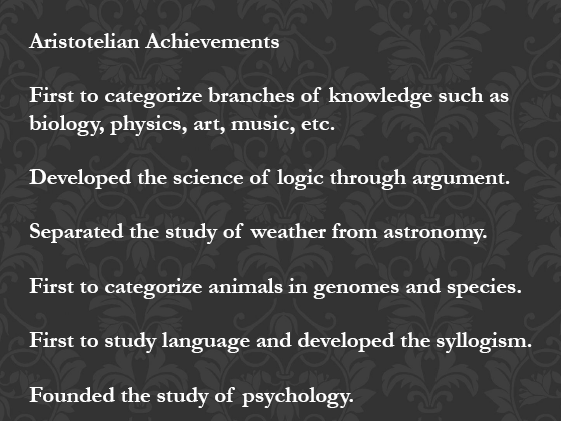 Aristotelian Achievements
First to categorize branches of knowledge such as
biology, physics, art, music, etc.
Developed the science of logic through argument.
Separated the study of weather from astronomy.
First to categorize animals in genomes and species.
First to study language and developed the syllogism.
Founded the study of psychology.